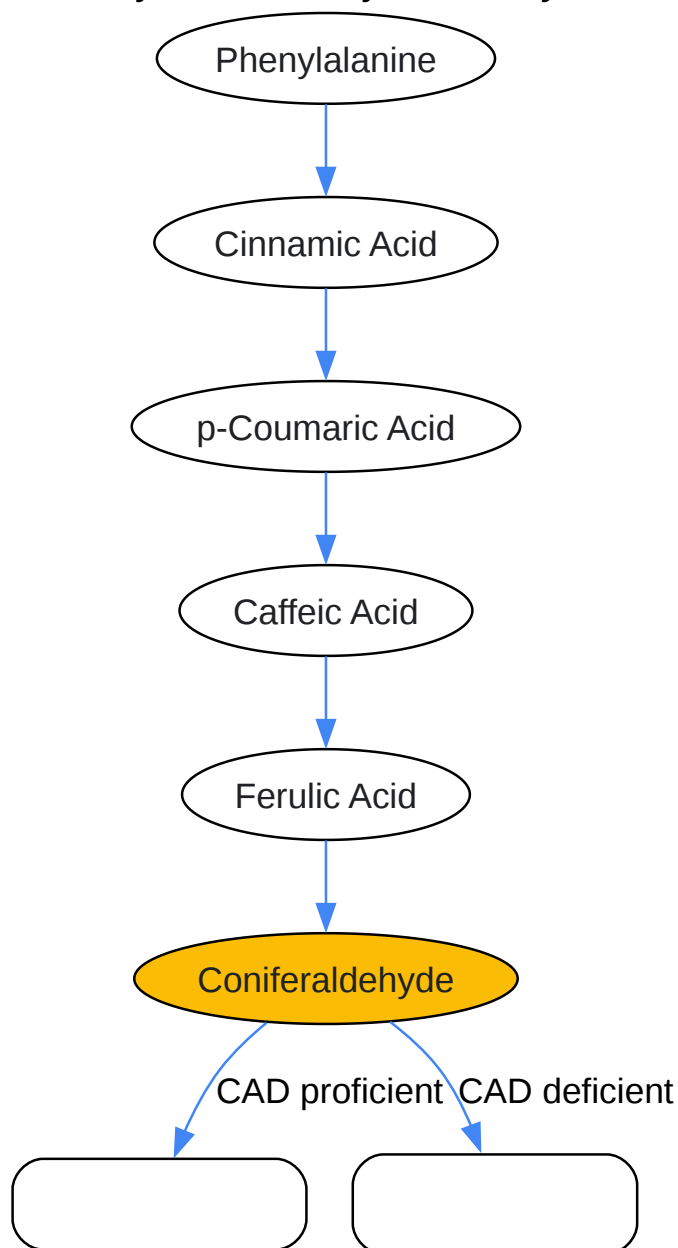 Phenylalanine
Cinnamic Acid
p-Coumaric Acid
Caffeic Acid
Ferulic Acid
Coniferaldehyde
CAD proficient
CAD deficient